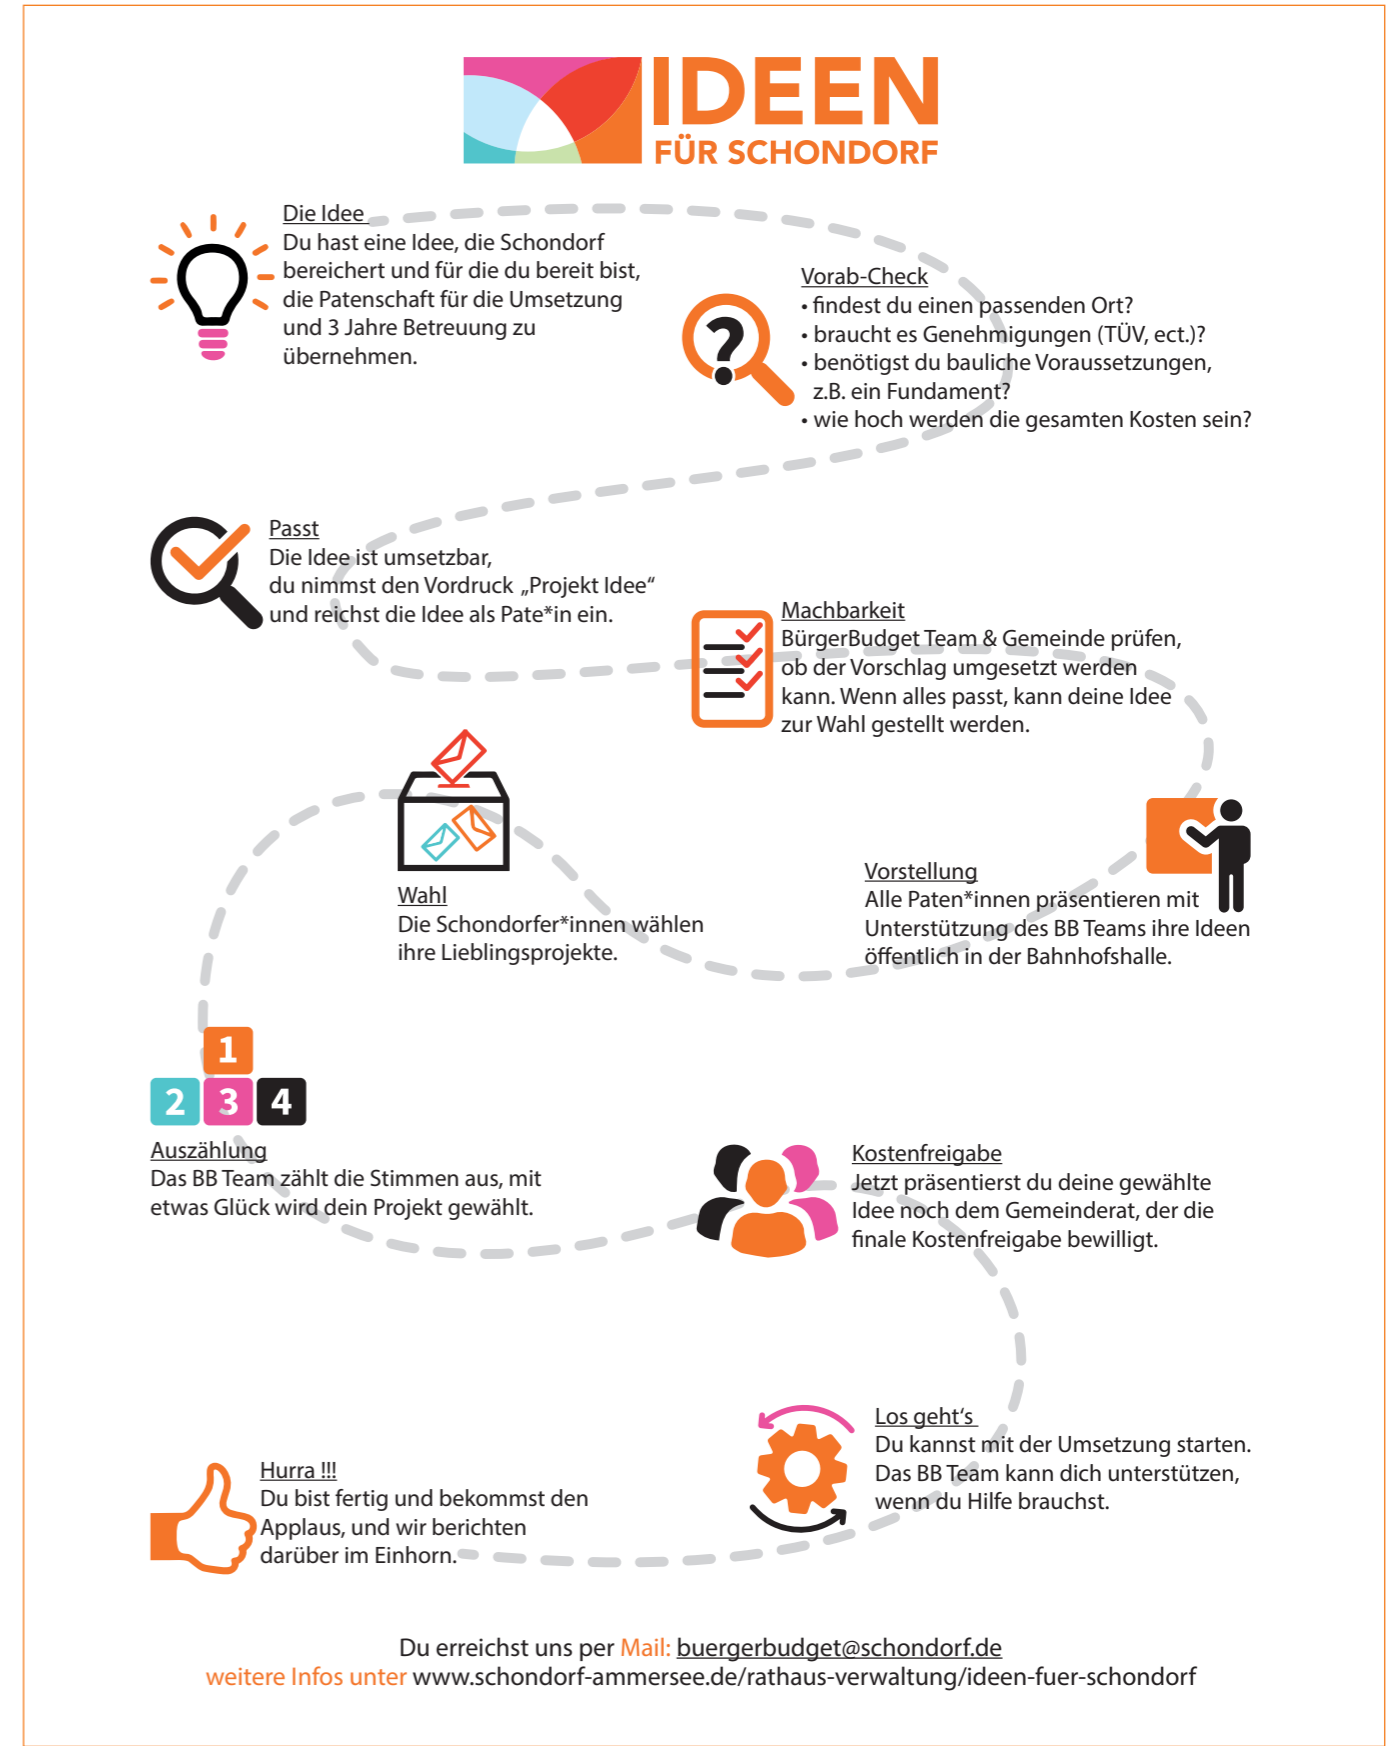 IDEEN
FÜR SCHONDORF
Die Idee
Du hast eine Idee, die Schondorf
bereichert und für die du bereit bist,
die Patenschaft für die Umsetzung
und 3 Jahre Betreuung zu
übernehmen.
?
Vorab-Check
• findest du einen passenden Ort?
• braucht es Genehmigungen (TÜV, ect.)?
• benötigst du bauliche Voraussetzungen,
z.B. ein Fundament?
• wie hoch werden die gesamten Kosten sein?
Passt
Die Idee ist umsetzbar,
du nimmst den Vordruck „Projekt Idee“
und reichst die Idee als Pate*in ein.
Machbarkeit
BürgerBudget Team & Gemeinde prüfen,
ob der Vorschlag umgesetzt werden
kann. Wenn alles passt, kann deine Idee
zur Wahl gestellt werden.
Vorstellung
Alle Paten*innen präsentieren mit
Unterstützung des BB Teams ihre Ideen
öffentlich in der Bahnhofshalle.
Wahl
Die Schondorfer*innen wählen
ihre Lieblingsprojekte.
1
2 3 4
Auszählung
Das BB Team zählt die Stimmen aus, mit
etwas Glück wird dein Projekt gewählt.
Kostenfreigabe
Jetzt präsentierst du deine gewählte
Idee noch dem Gemeinderat, der die
finale Kostenfreigabe bewilligt.
Los geht‘s
Du kannst mit der Umsetzung starten.
Das BB Team kann dich unterstützen,
wenn du Hilfe brauchst.
Hurra !!!
Du bist fertig und bekommst den
Applaus, und wir berichten
darüber im Einhorn.
Du erreichst uns per Mail: buergerbudget@schondorf.de
weitere Infos unter www.schondorf-ammersee.de/rathaus-verwaltung/ideen-fuer-schondorf